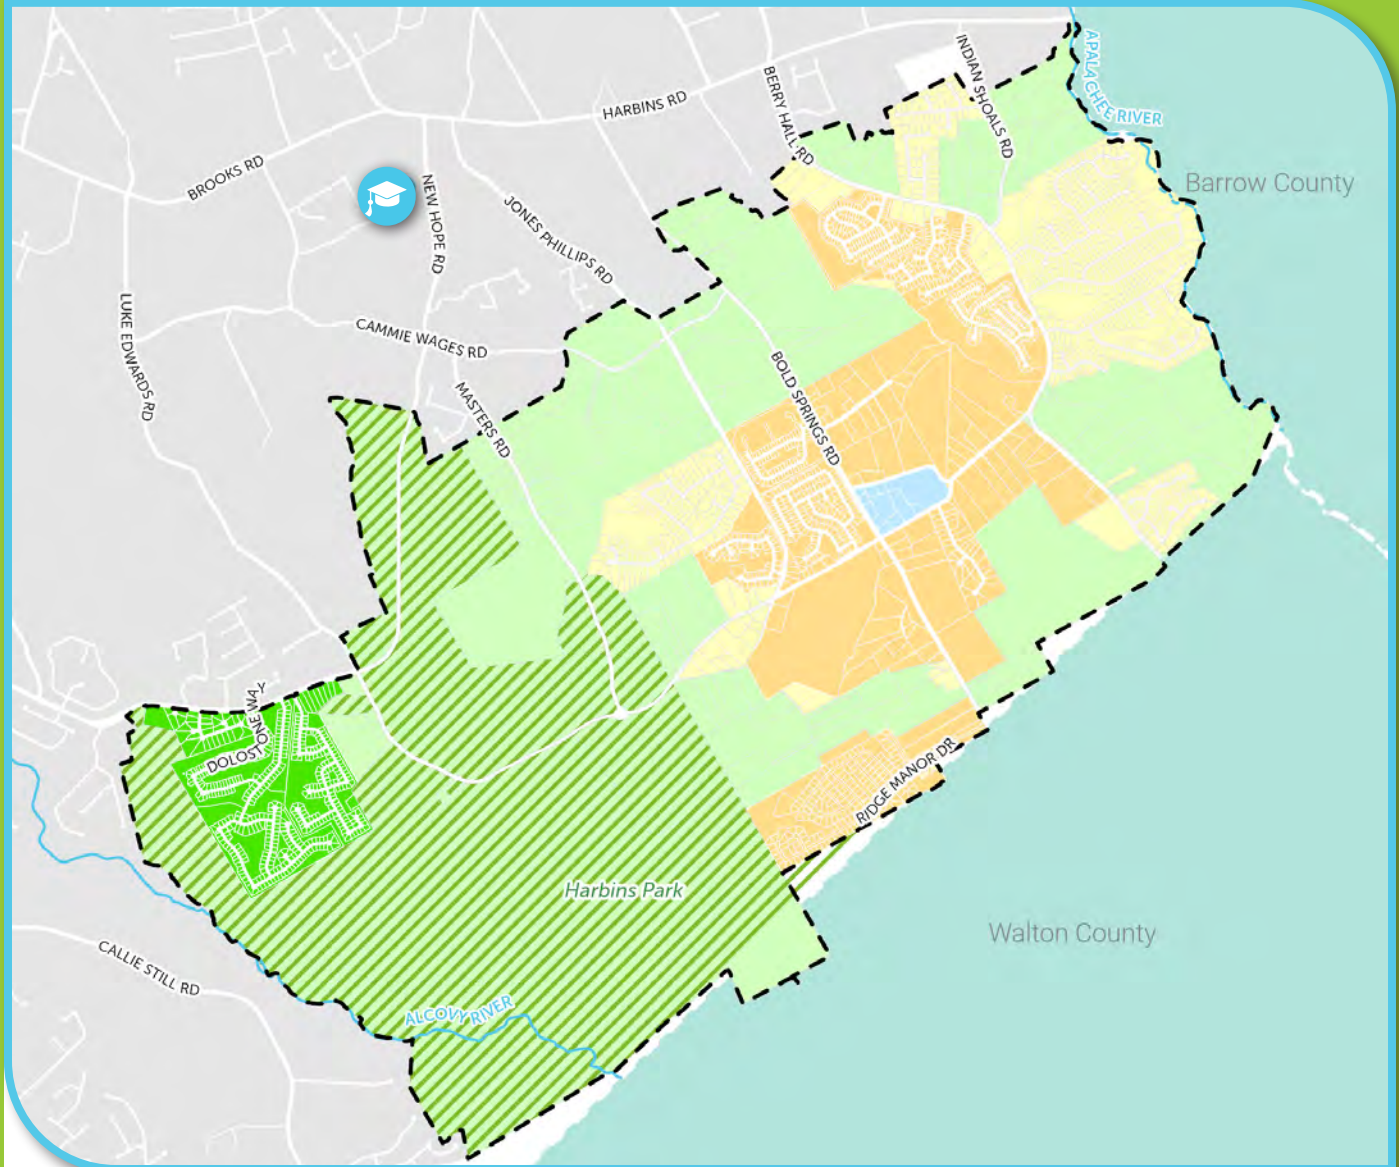 APALACHEE RIVER
INDIAN SHOALS RD
HARBINS RD
BERRY HALL RD
BROOKS RD
Barrow County
NEW HOPE RD
JONES PHILLIPS RD
LUKE EDWARDS RD
CAMMIE WAGES RD
BOLD SPRINGS RD
MASTERS RD
DOLOSTONE WAY
RIDGE MANOR DR
Harbins Park
Walton County
CALLIE STILL RD
ALCOVY RIVER